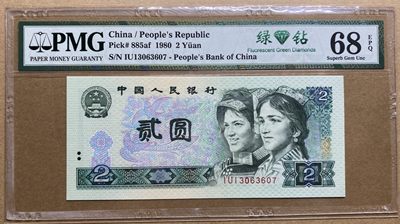 PMG
PAPER MONEY GUARANTY
China / People's Republic
Pick# 885af 1980 2 Yüan
S/N IU13063607 - People's Bank of China
绿钻
Fluorescent Green Diamonds
68 EPQ
Superb Gem Unc
中国人民银行
2
贰圆
2
2
IU13063607